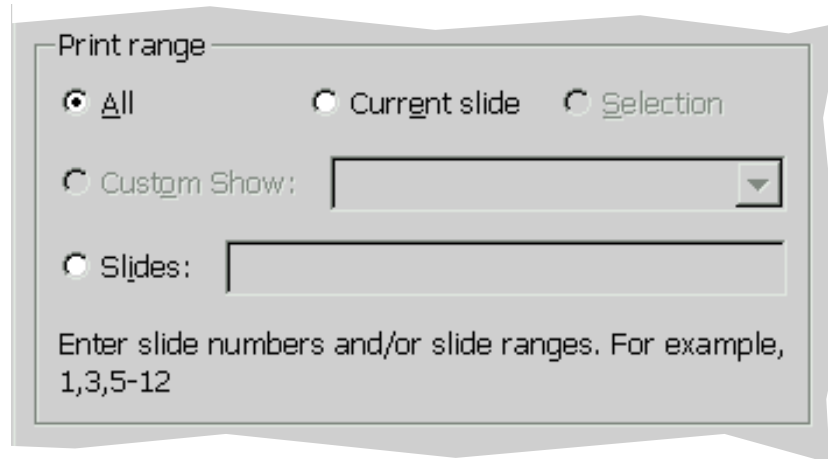 Print range
All Current slide Selection
Custom Show:
Slides:
Enter slide numbers and/or slide ranges. For example,
1,3,5-12